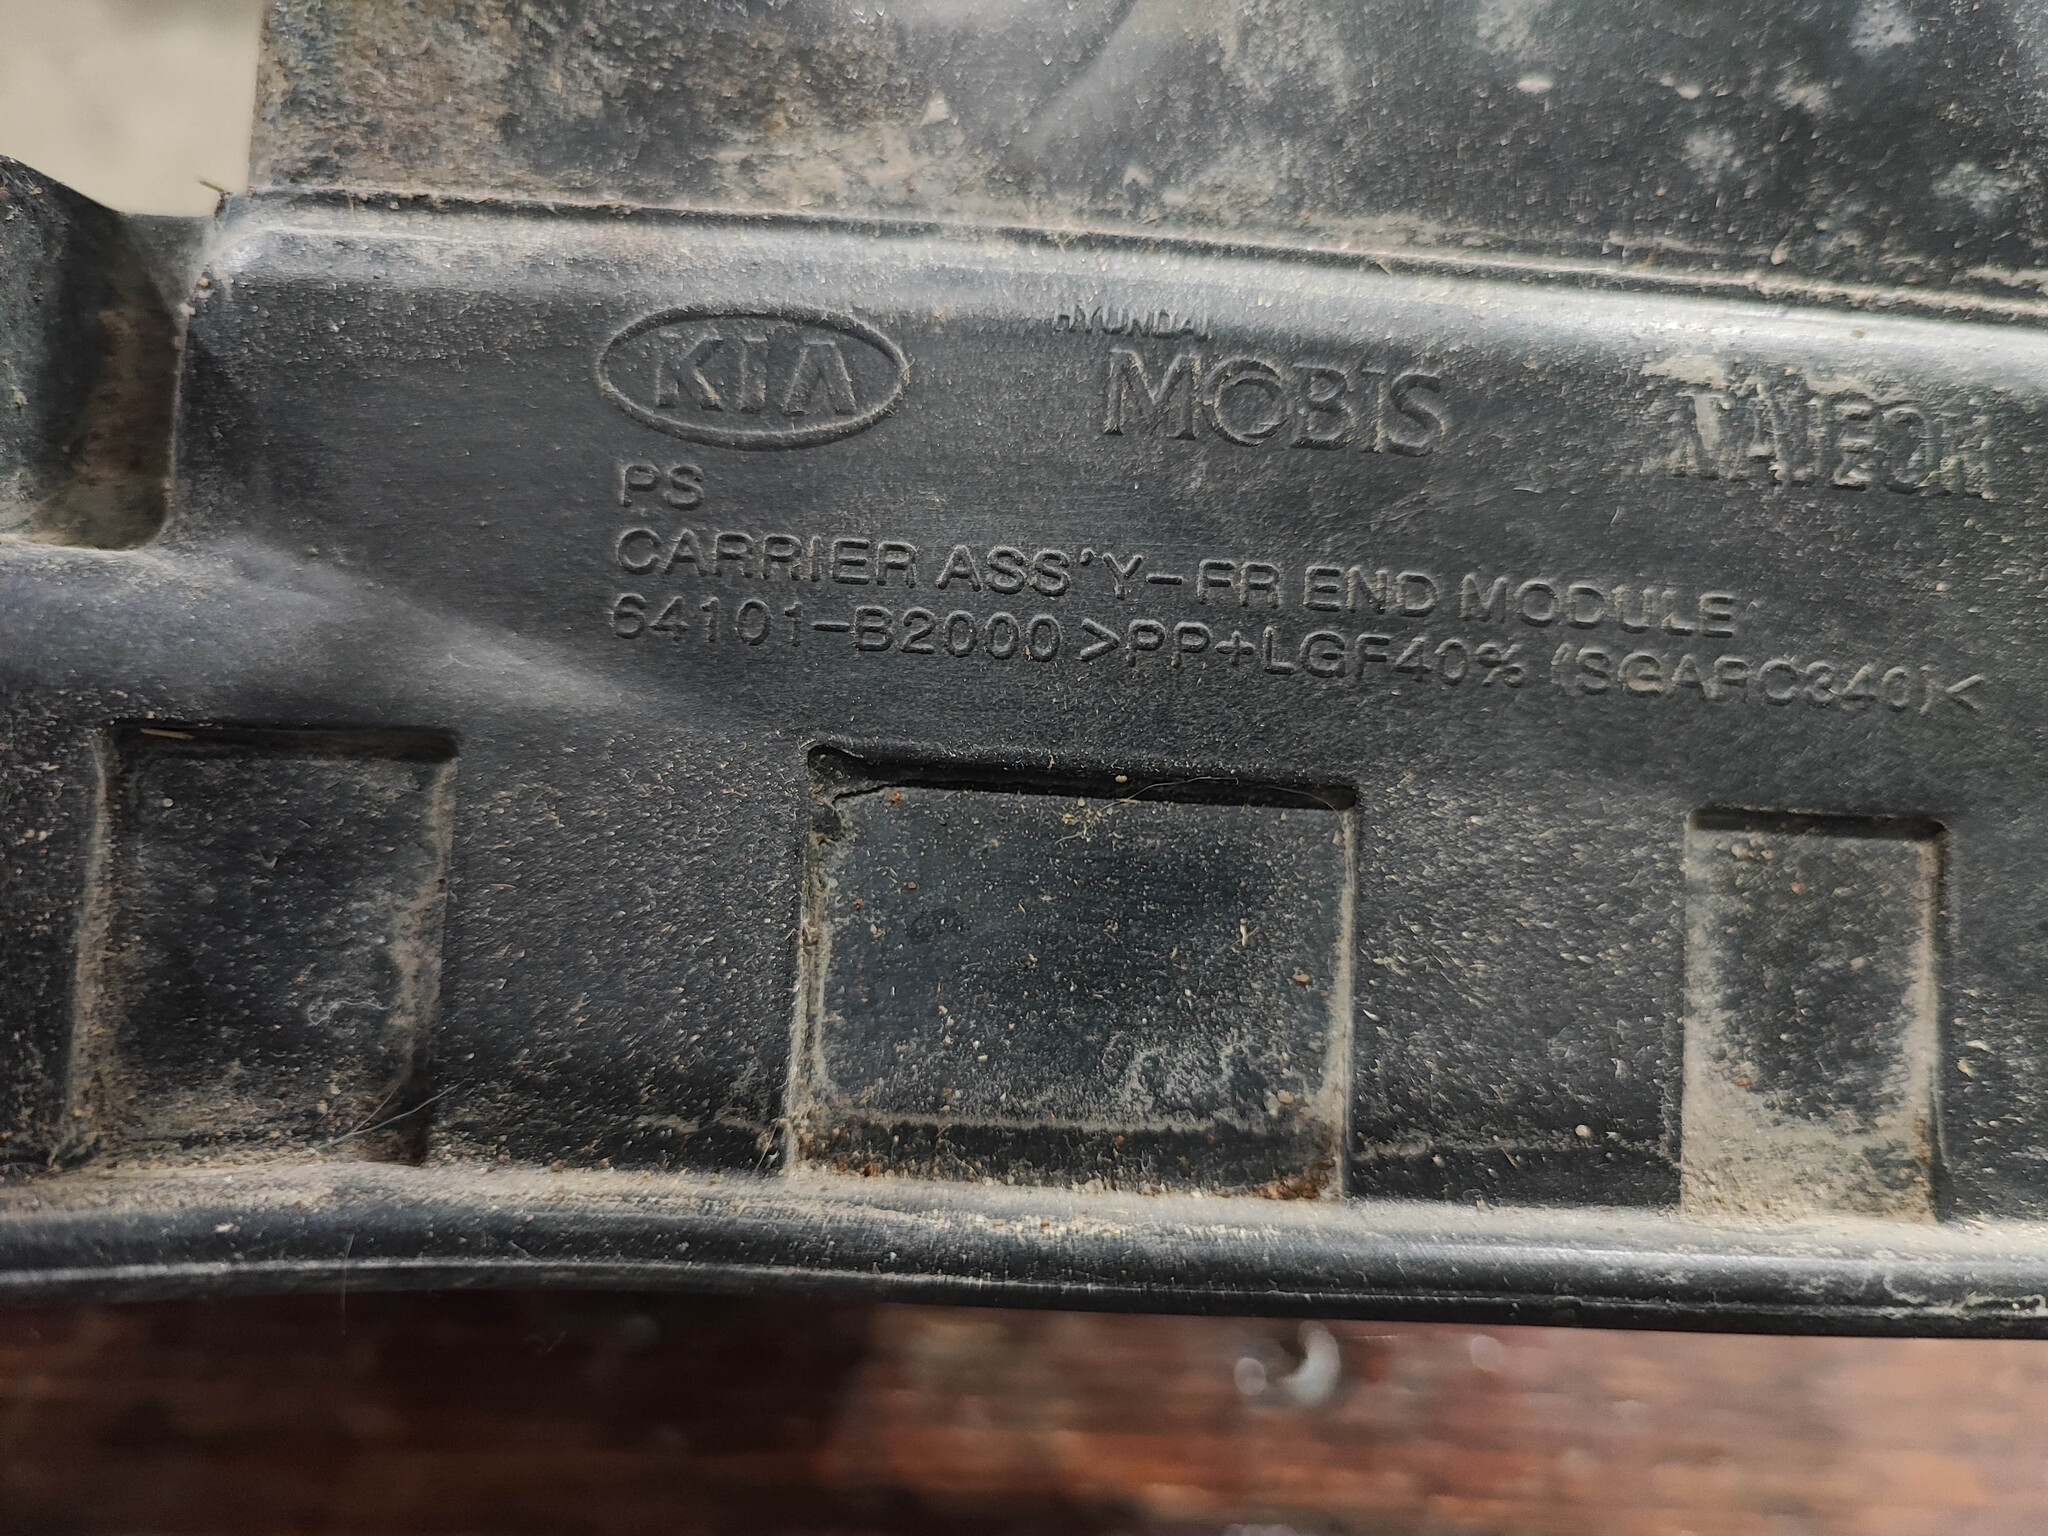 KIA HYUNDAI MOBIS
PS
CARRIER ASS'Y-FR END MODULE
64101-B2000 >PP+LGF40% (SGARC340)<